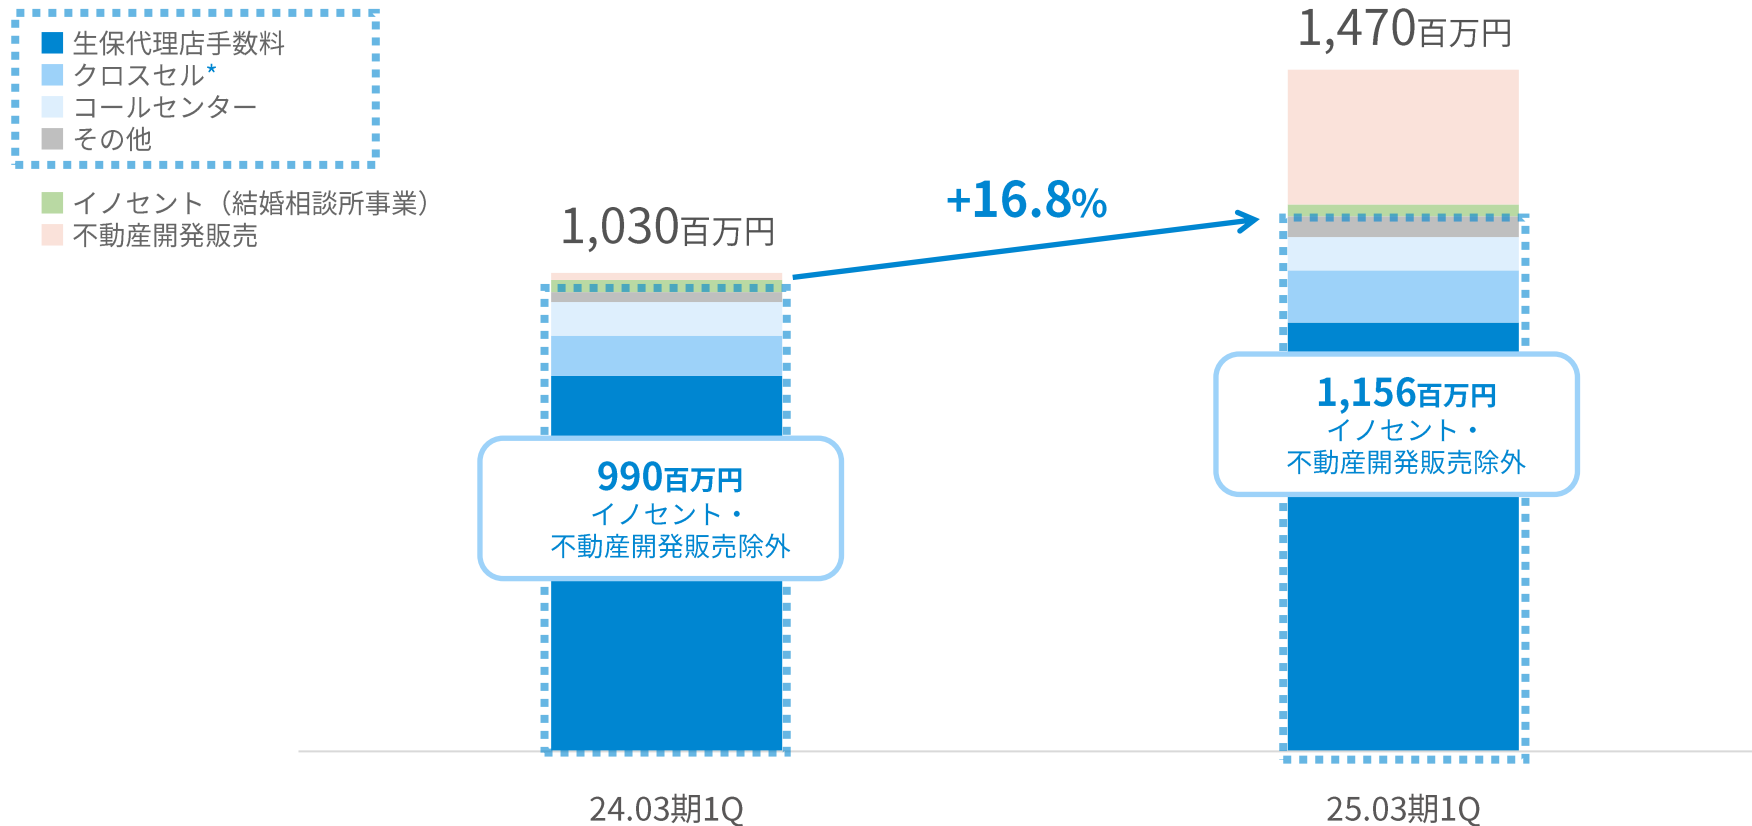 生保代理店手数料
クロスセル*
コールセンター
その他
イノセント（結婚相談所事業）
不動産開発販売
1,030百万円
+16.8%
1,470百万円
990百万円
イノセント・
不動産開発販売除外
1,156百万円
イノセント・
不動産開発販売除外
24.03期1Q
25.03期1Q